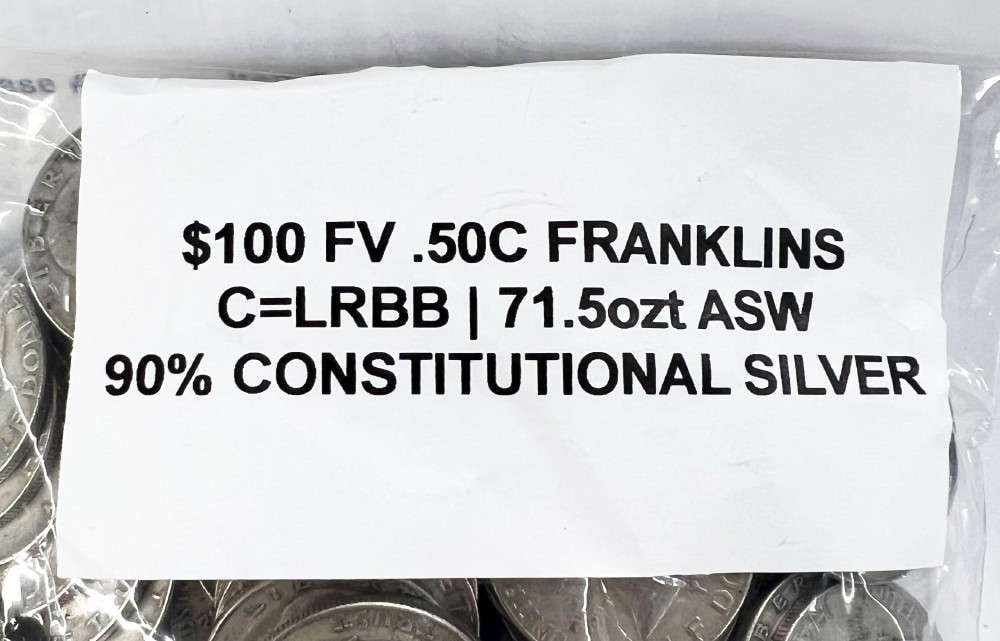 $100 FV .50C FRANKLINS
C=LRBB | 71.5ozt ASW
90% CONSTITUTIONAL SILVER